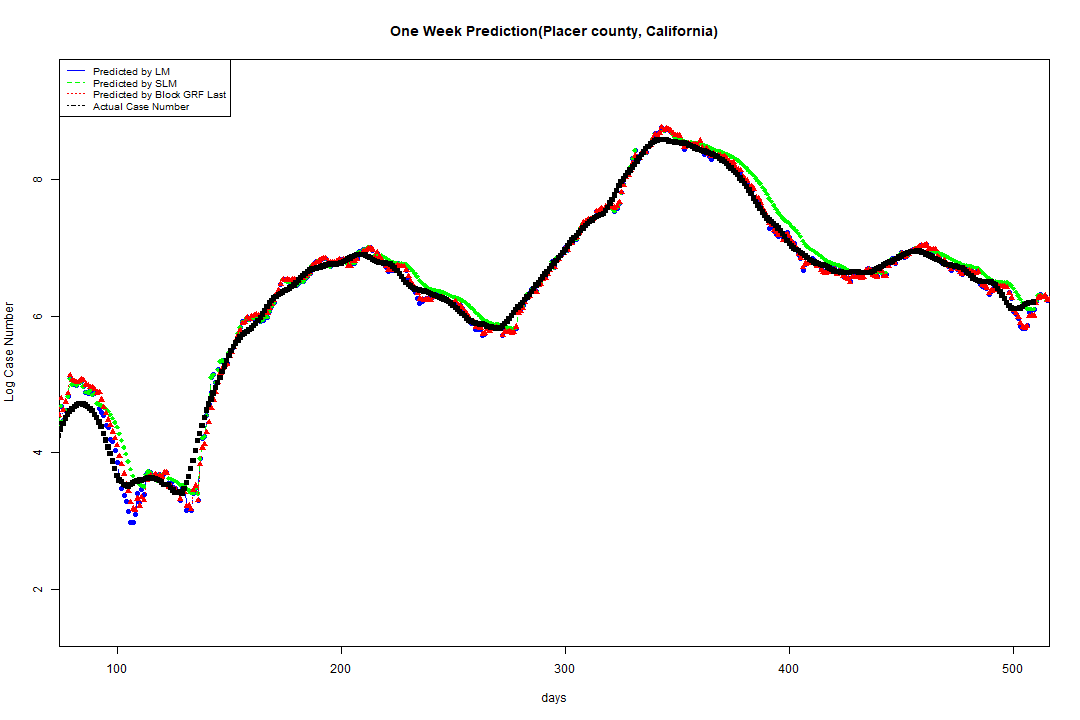 One Week Prediction(Placer county, California)
Predicted by LM
Predicted by SLM
Predicted by Block GRF Last
Actual Case Number
8
6
4
2
Log Case Number
100 200 300 400 500
days